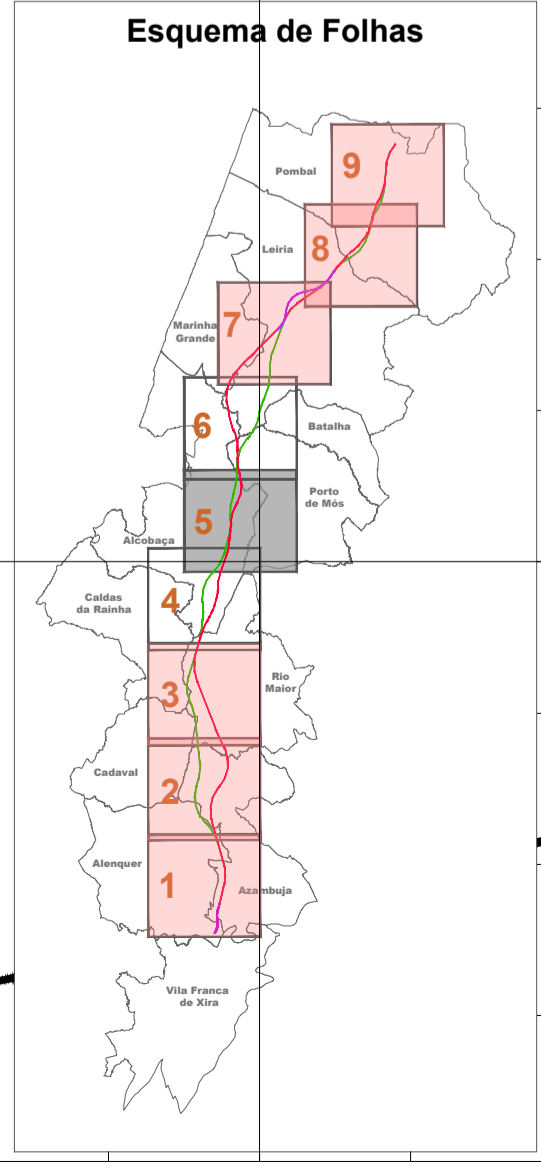 Esquema de Folhas
9
Pombal
8
Leiria
7
Marinha
Grande
6
Batalha
5
Porto
de Mós
Alcobaça
4
Caldas
da Rainha
3
Rio
Maior
2
Cadaval
1
Alenquer
Azambuja
Vila Franca
de Xira